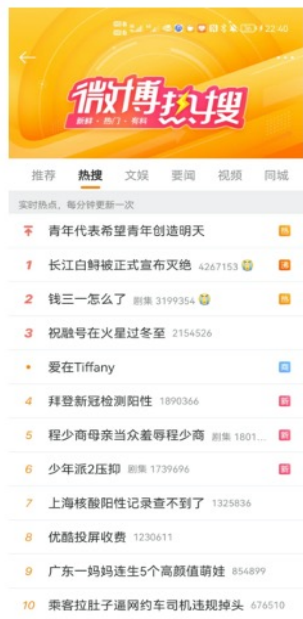 22:40
微博热搜
新鲜·热门·有料
推荐 热搜 文娱 要闻 视频 同城
实时热点，每分钟更新一次
青年代表希望青年创造明天 热
1 长江白鲟被正式宣布灭绝 4267153 沸
2 钱三一怎么了 剧集 3199354 热
3 祝融号在火星过冬至 2154526
爱在Tiffany 商
4 拜登新冠检测阳性 1890366 新
5 程少商母亲当众羞辱程少商 剧集 1801... 新
6 少年派2压抑 剧集 1739696 新
7 上海核酸阳性记录查不到了 1325836
8 优酷投屏收费 1230611
9 广东一妈妈连生5个高颜值萌娃 854899
10 乘客拉肚子逼网约车司机违规掉头 676510